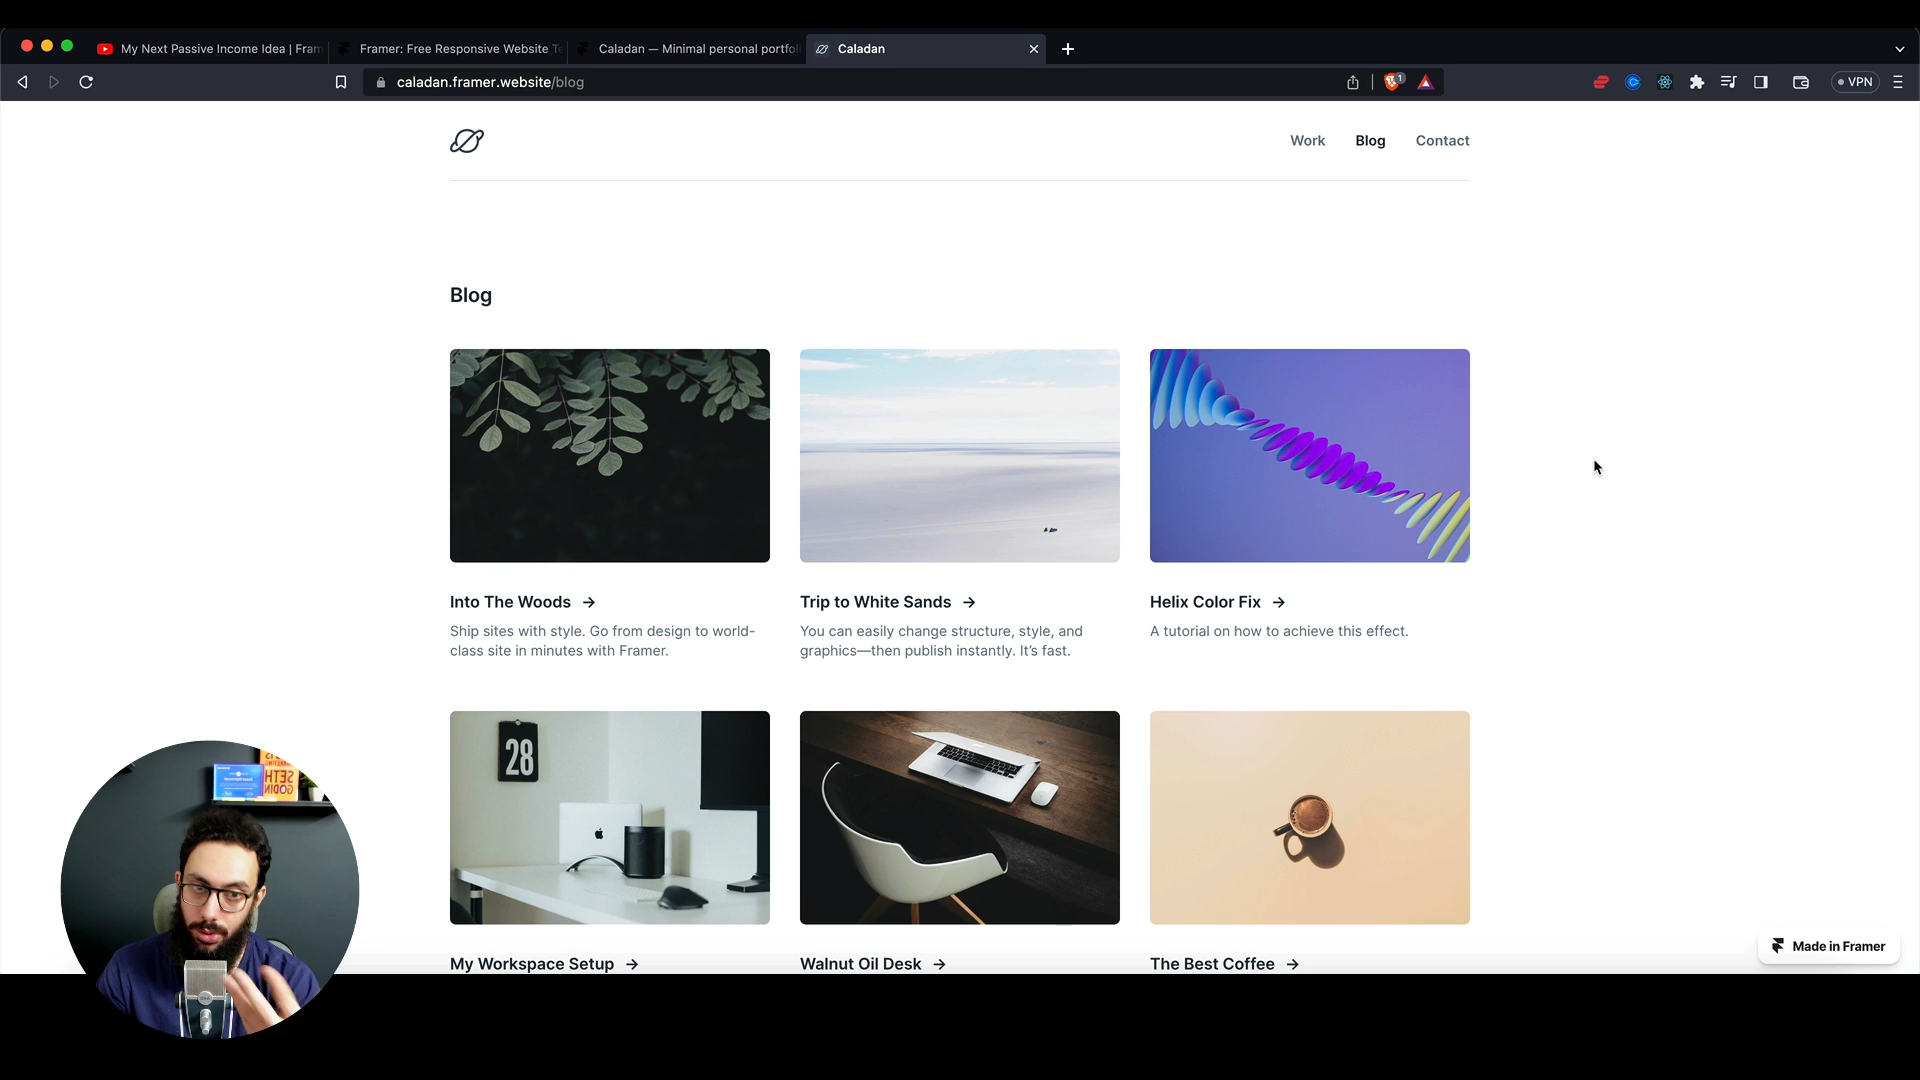 My Next Passive Income Idea | Fram
Framer: Free Responsive Website Te
Caladan — Minimal personal portfol
Caladan
caladan.framer.website/blog
1
VPN
Work
Blog
Contact
Blog
Into The Woods →
Ship sites with style. Go from design to world-
class site in minutes with Framer.
Trip to White Sands →
You can easily change structure, style, and
graphics—then publish instantly. It’s fast.
Helix Color Fix →
A tutorial on how to achieve this effect.
28
SETH
GODIN
My Workspace Setup →
Walnut Oil Desk →
The Best Coffee →
Made in Framer